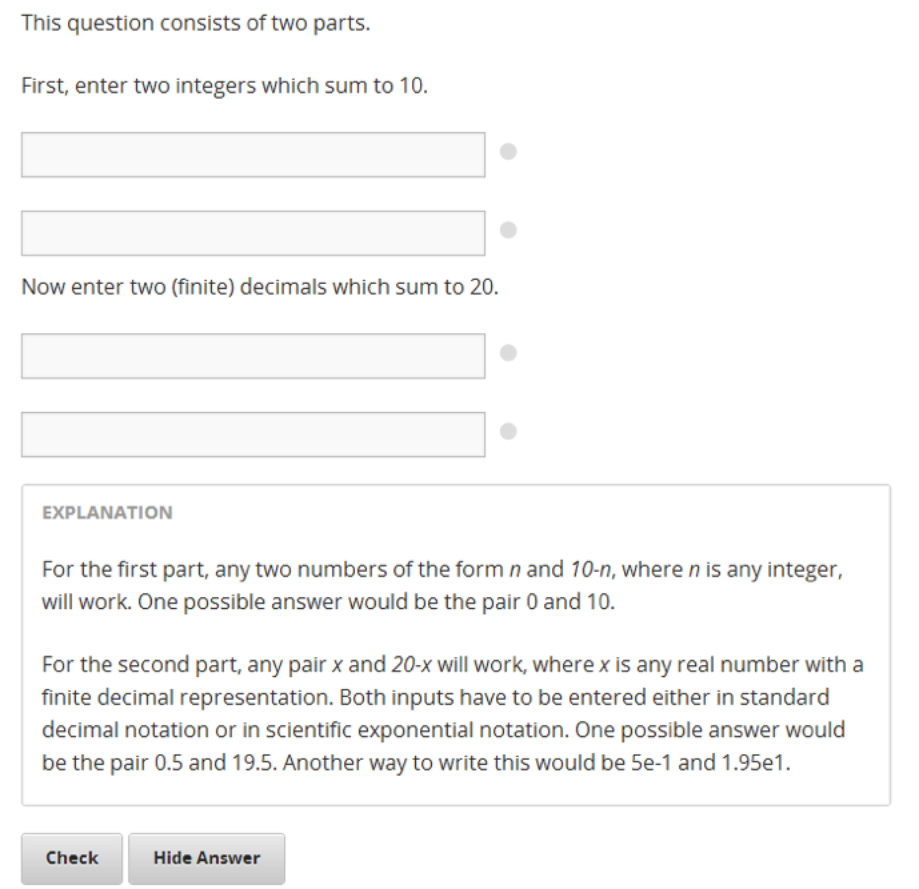 This question consists of two parts.
First, enter two integers which sum to 10.
Now enter two (finite) decimals which sum to 20.
EXPLANATION
For the first part, any two numbers of the form n and 10-n, where n is any integer,
will work. One possible answer would be the pair 0 and 10.
For the second part, any pair x and 20-x will work, where x is any real number with a
finite decimal representation. Both inputs have to be entered either in standard
decimal notation or in scientific exponential notation. One possible answer would
be the pair 0.5 and 19.5. Another way to write this would be 5e-1 and 1.95e1.
Check Hide Answer